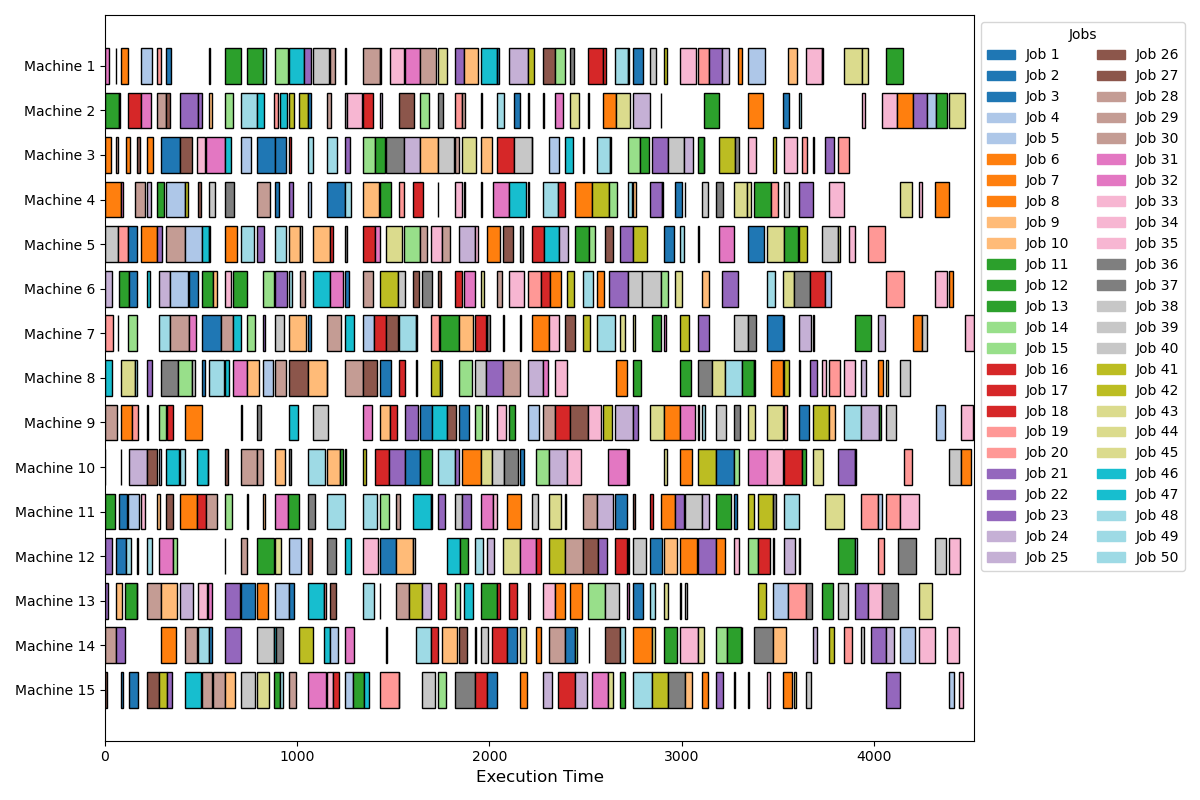 Machine 1
Machine 2
Machine 3
Machine 4
Machine 5
Machine 6
Machine 7
Machine 8
Machine 9
Machine 10
Machine 11
Machine 12
Machine 13
Machine 14
Machine 15
0 1000 2000 3000 4000
Execution Time
Jobs
Job 1
Job 2
Job 3
Job 4
Job 5
Job 6
Job 7
Job 8
Job 9
Job 10
Job 11
Job 12
Job 13
Job 14
Job 15
Job 16
Job 17
Job 18
Job 19
Job 20
Job 21
Job 22
Job 23
Job 24
Job 25
Job 26
Job 27
Job 28
Job 29
Job 30
Job 31
Job 32
Job 33
Job 34
Job 35
Job 36
Job 37
Job 38
Job 39
Job 40
Job 41
Job 42
Job 43
Job 44
Job 45
Job 46
Job 47
Job 48
Job 49
Job 50